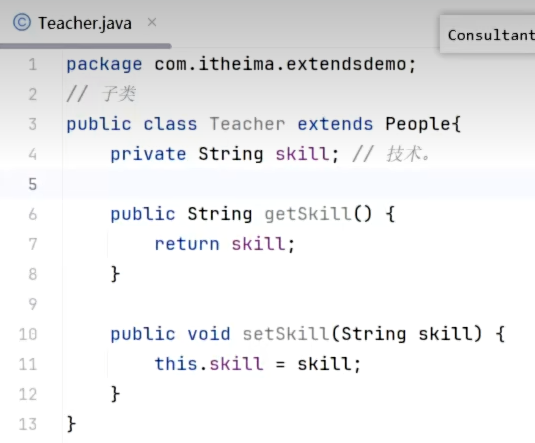 Teacher.java
Consultant
1 package com.itheima.extendsdemo;
2 // 子类
3 public class Teacher extends People{
4     private String skill; // 技术。
5
6     public String getSkill() {
7         return skill;
8     }
9
10     public void setSkill(String skill) {
11         this.skill = skill;
12     }
13 }